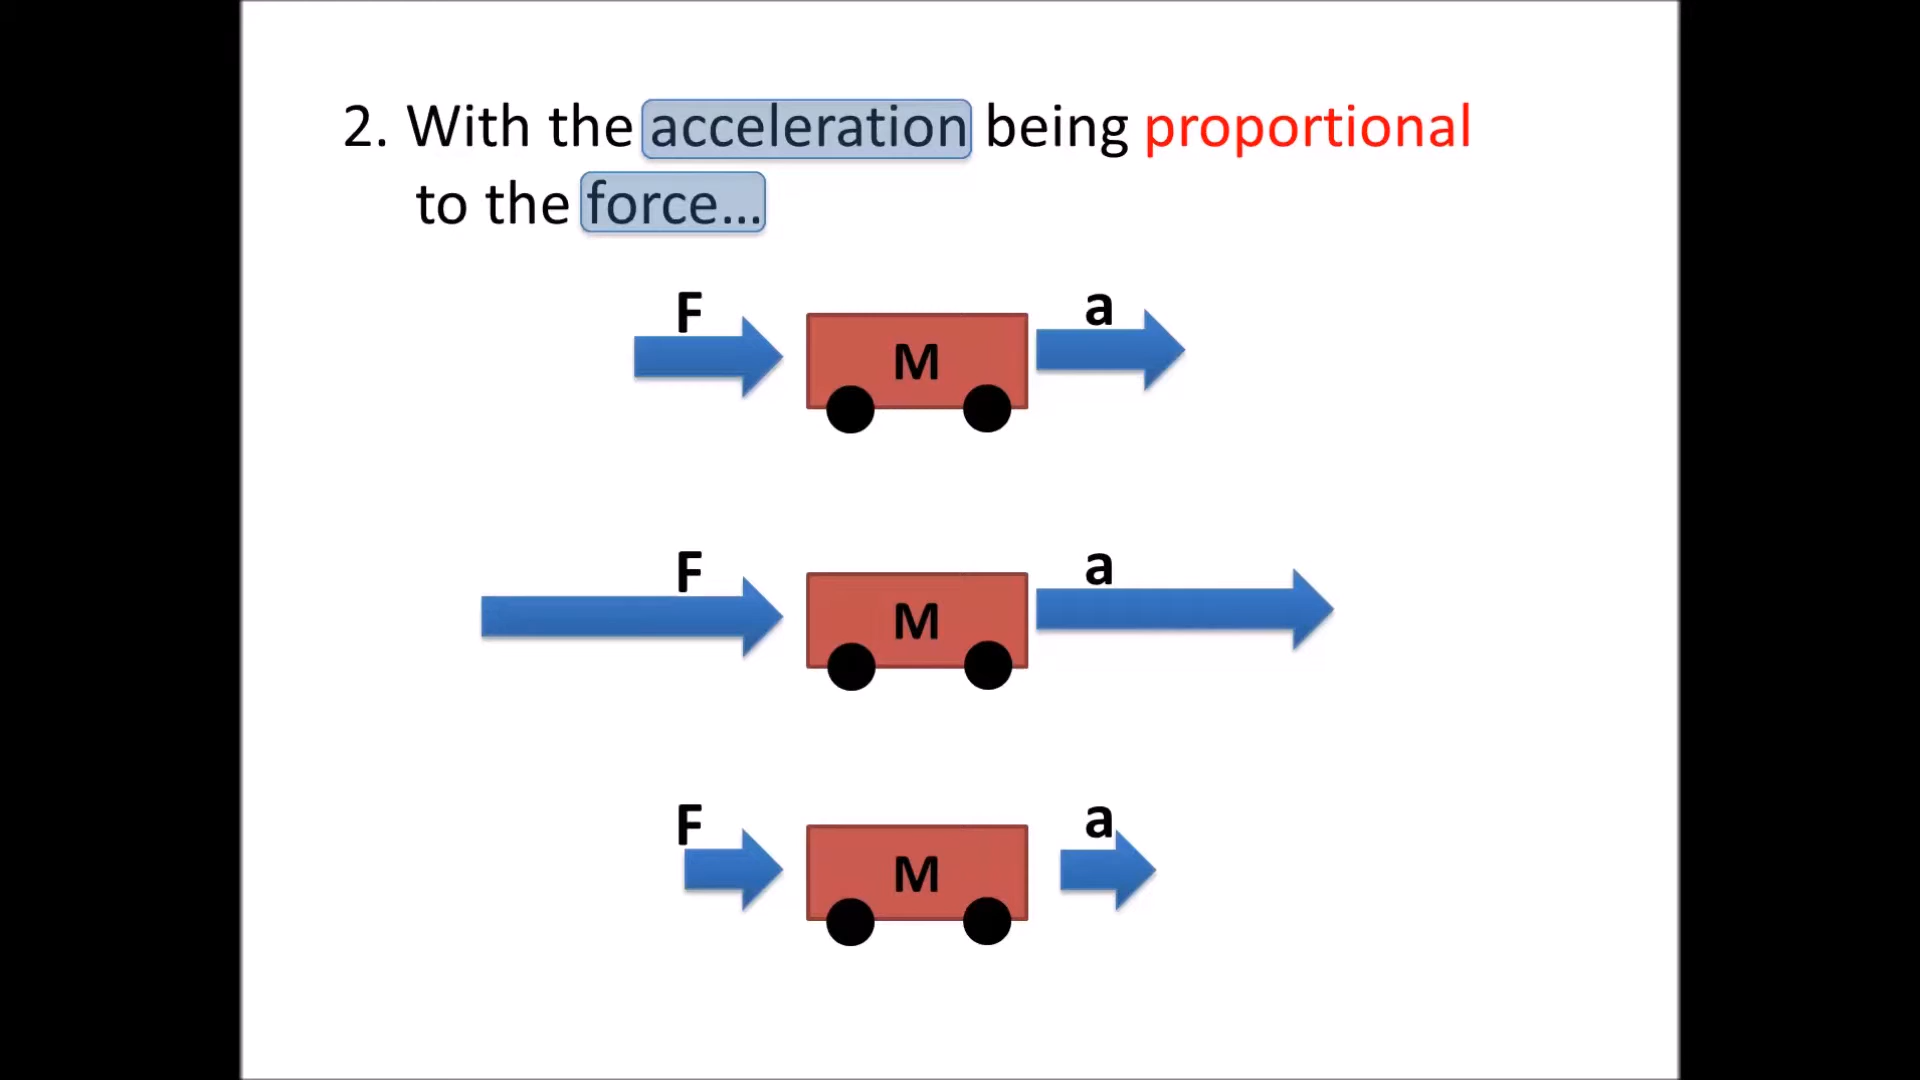 2. With the acceleration being proportional
to the force...
F
a
M
F
a
M
F
a
M